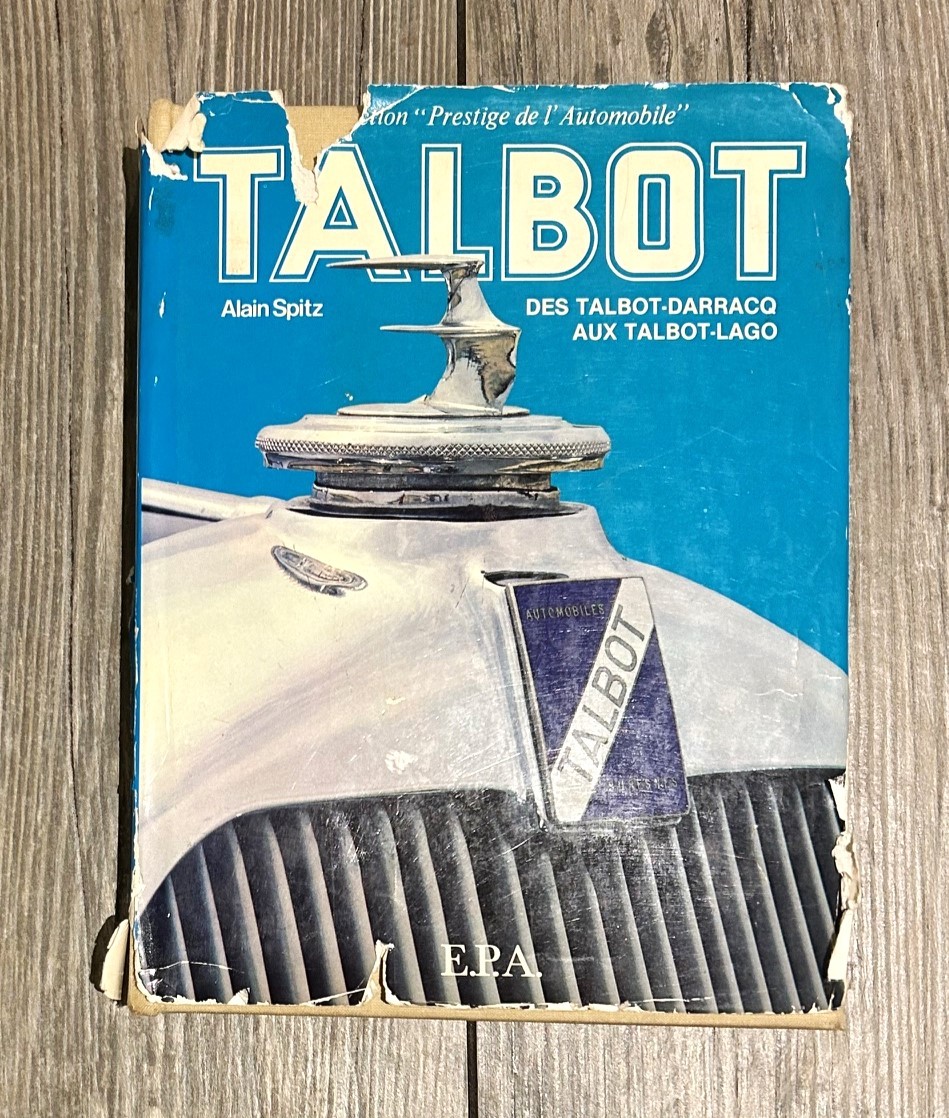 "Prestige de l'Automobile"
TALBOT
Alain Spitz
DES TALBOT-DARRACQ
AUX TALBOT-LAGO
AUTOMOBILES
TALBOT
E.P.A.